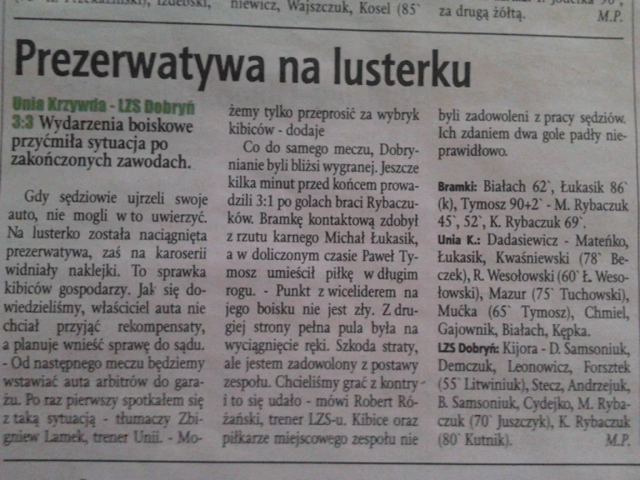 niewicz, Wajszczuk, Kosel (85`
za drugą żółtą.
M.P.
Prezerwatywa na lusterku
Unia Krzywda - LZS Dobryń
3:3 Wydarzenia boiskowe
przyćmiła sytuacja po
zakończonych zawodach.
Gdy sędziowie ujrzeli swoje
auto, nie mogli w to uwierzyć.
Na lusterko została naciągnięta
prezerwatywa, zaś na karoserii
widniały naklejki. To sprawka
kibiców gospodarzy. Jak się do-
wiedzieliśmy, właściciel auta nie
chciał przyjąć rekompensaty,
a planuje wnieść sprawę do sądu.
- Od następnego meczu będziemy
wstawiać auta arbitrów do gara-
żu. Po raz pierwszy spotkałem się
z taką sytuacją - tłumaczy Zbi-
gniew Lamek, trener Unii. - Mo-
żemy tylko przeprosić za wybryk
kibiców - dodaje
Co do samego meczu, Dobry-
nianie byli bliżsi wygranej. Jeszcze
kilka minut przed końcem prowa-
dzili 3:1 po golach braci Rybaczu-
ków. Bramkę kontaktową zdobył
z rzutu karnego Michał Łukasik,
a w doliczonym czasie Paweł Ty-
mosz umieścił piłkę w długim
rogu. - Punkt z wiceliderem na
jego boisku nie jest zły. Z dru-
giej strony pełna pula była na
wyciągnięcie ręki. Szkoda straty,
ale jestem zadowolony z postawy
zespołu. Chcieliśmy grać z kontry
i to się udało - mówi Robert Ró-
żański, trener LZS-u. Kibice oraz
piłkarze miejscowego zespołu nie
byli zadowoleni z pracy sędziów.
Ich zdaniem dwa gole padły nie-
prawidłowo.
Bramki: Białach 62`, Łukasik 86`
(k), Tymosz 90+2` - M. Rybaczuk
45`, 52`, K. Rybaczuk 69`.
Unia K.: Dadasiewicz - Mateńko,
Łukasik, Kwaśniewski (78` Be-
czek), R. Wesołowski (60` Ł. Weso-
łowski), Mazur (75` Tuchowski),
Mućka (65` Tymosz), Chmiel,
Gajownik, Białach, Kępka.
LZS Dobryń: Kijora - D. Samsoniuk,
Demczuk, Leonowicz, Forsztek
(55` Litwiniuk), Stecz, Andrzejuk,
B. Samsoniuk, Cydejko, M. Ryba-
czuk (70` Juszczyk), K. Rybaczuk
(80` Kutnik).
M.P.